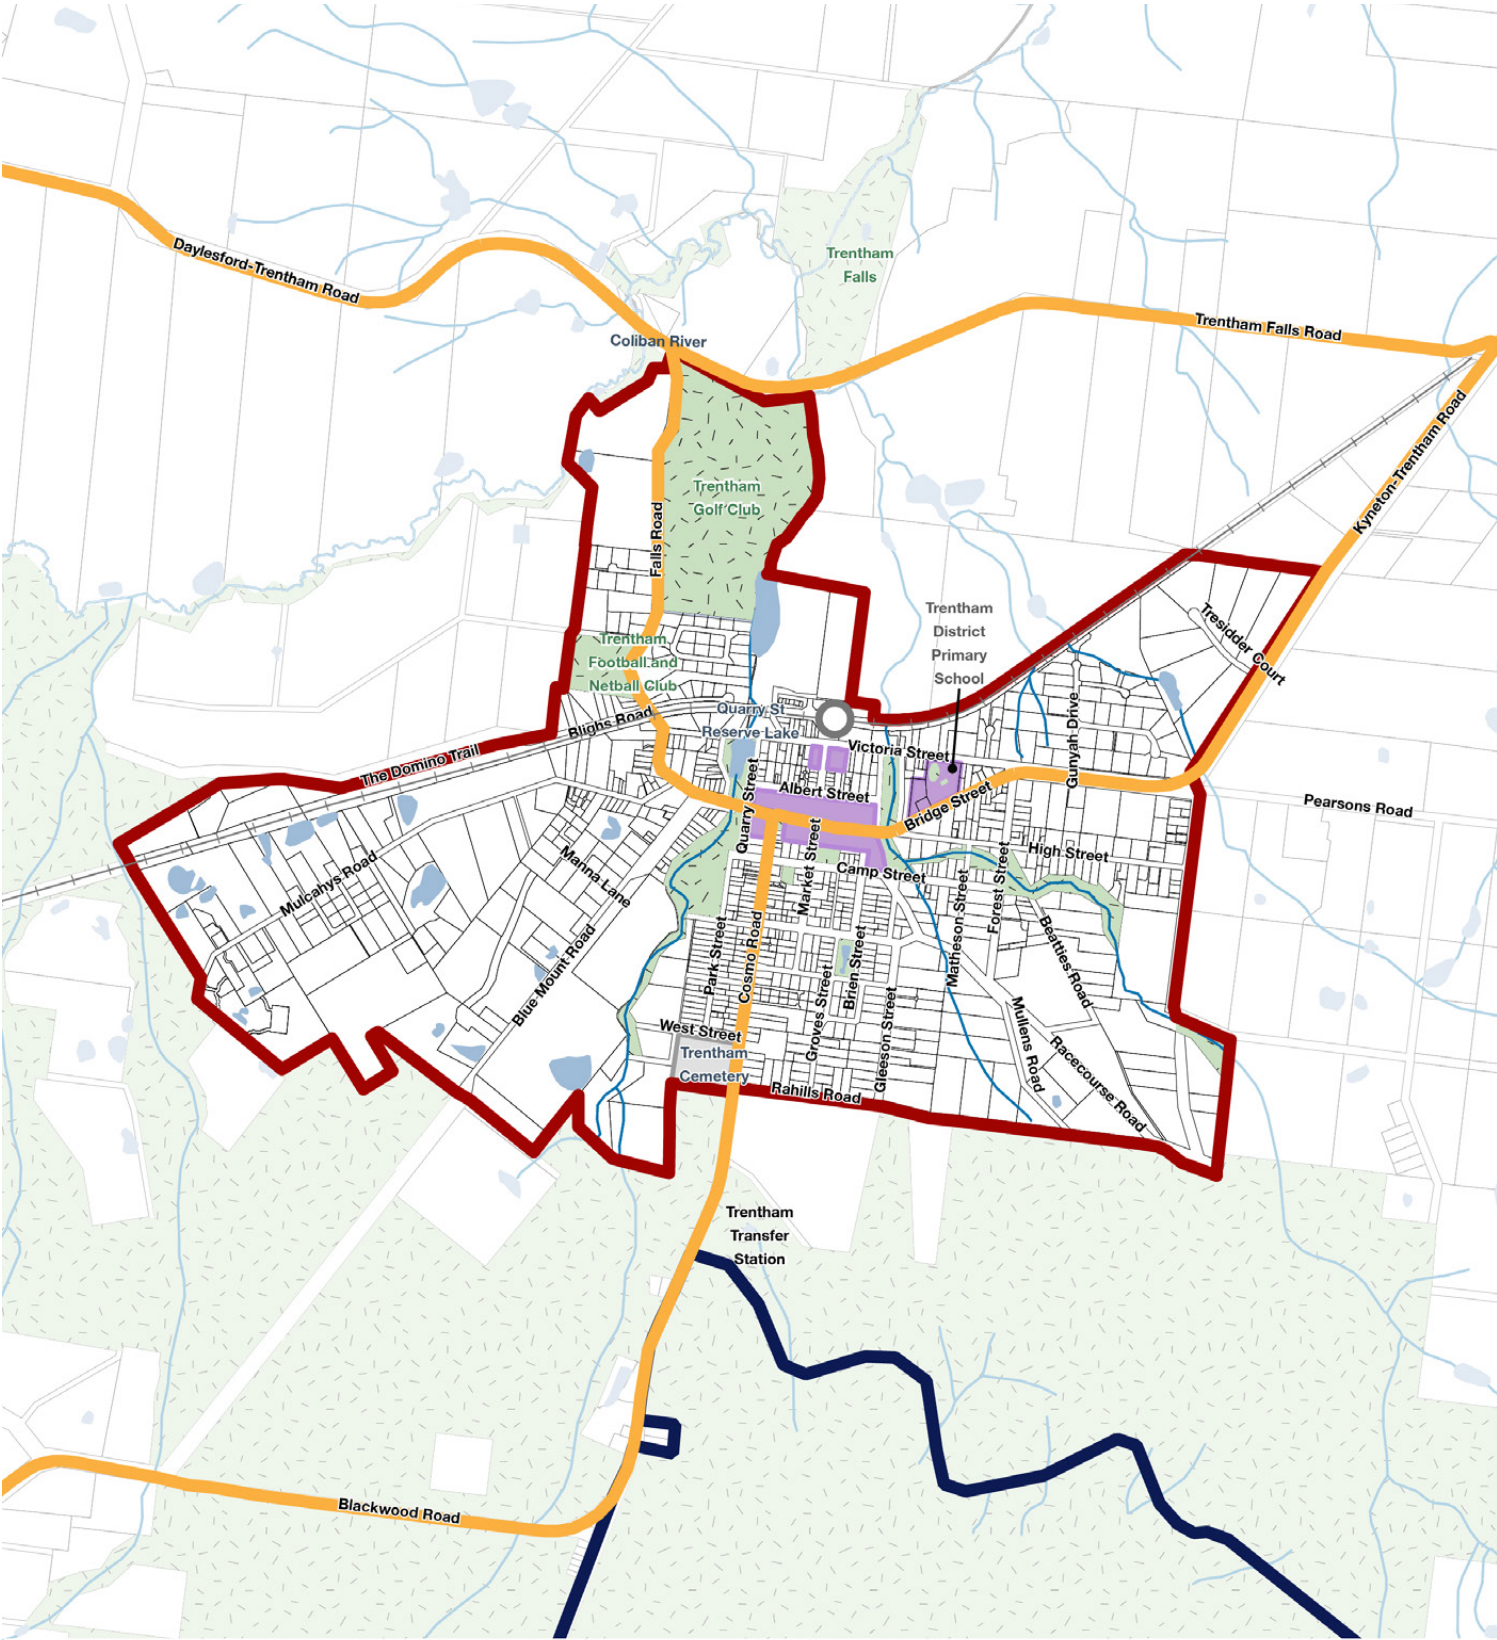 Daylesford-Trentham Road
Trentham
Falls
Trentham Falls Road
Coliban River
Kyneton-Trentham Road
Trentham
Golf Club
Falls Road
Trentham
District
Primary
School
Tresidder Court
Trentham
Football and
Netball Club
Blighs Road
Quarry St
Reserve Lake
Victoria Street
Gunyah Drive
The Domino Trail
Quarry Street
Albert Street
Bridge Street
Pearsons Road
Market Street
High Street
Mulcahys Road
Manna Lane
Camp Street
Matheson Street
Forest Street
Blue Mount Road
Park Street
Cosmo Road
Brien Street
Groves Street
Gleeson Street
Beatties Road
Mullens Road
Racecourse Road
West Street
Trentham
Cemetery
Rahills Road
Trentham
Transfer
Station
Blackwood Road